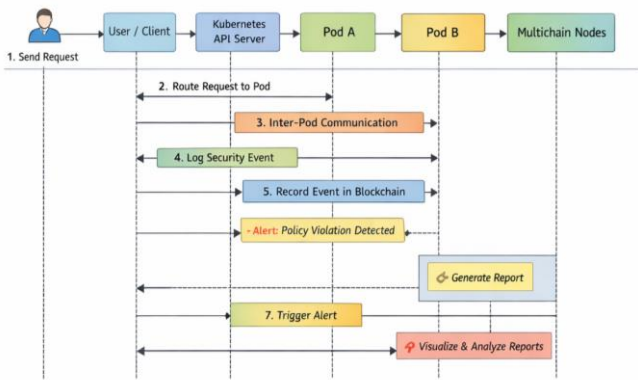 User / Client
Kubernetes
API Server
Pod A
Pod B
Multichain Nodes
1. Send Request
2. Route Request to Pod
3. Inter-Pod Communication
4. Log Security Event
5. Record Event in Blockchain
- Alert: Policy Violation Detected
Generate Report
7. Trigger Alert
Visualize & Analyze Reports